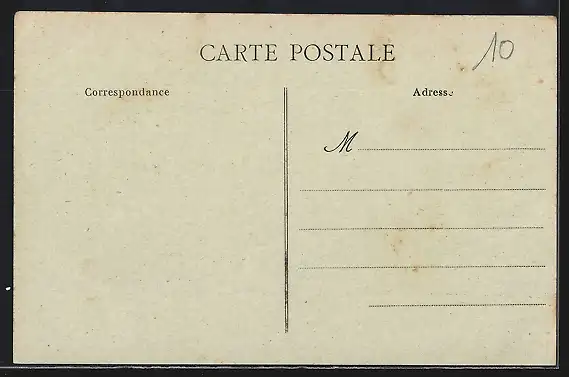 CARTE POSTALE
10
Correspondance
Adresse
M